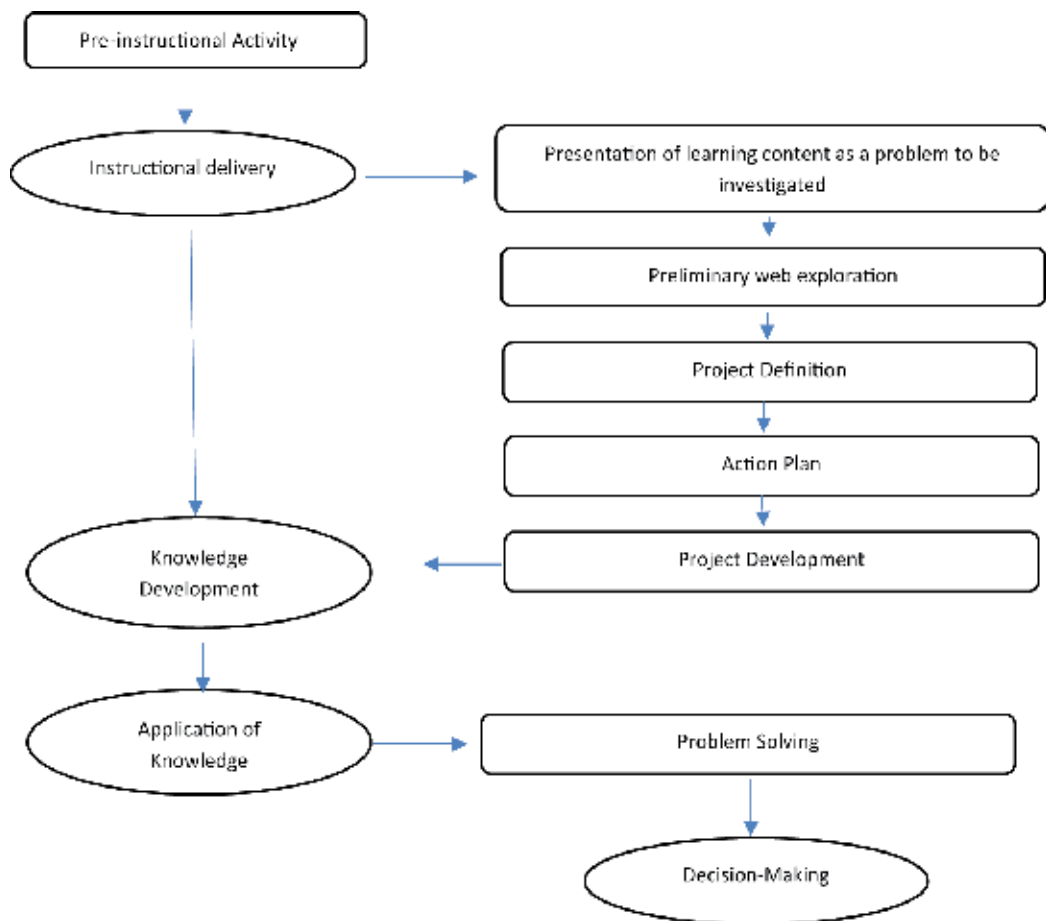 Pre-instructional Activity
Instructional delivery
Presentation of learning content as a problem to be
investigated
Preliminary web exploration
Project Definition
Action Plan
Project Development
Knowledge
Development
Application of
Knowledge
Problem Solving
Decision-Making